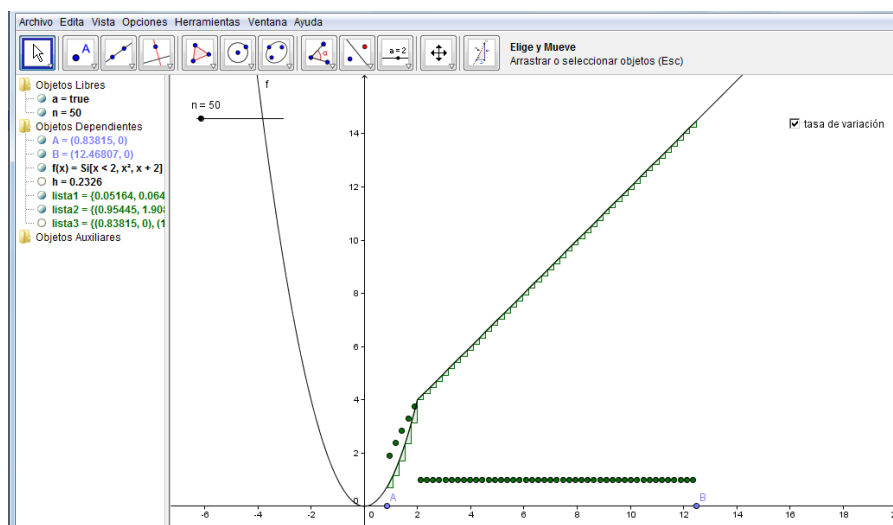 Archivo Edita Vista Opciones Herramientas Ventana Ayuda
A
α
a = 2
Elige y Mueve
Arrastrar o seleccionar objetos (Esc)
Objetos Libres
a = true
n = 50
Objetos Dependientes
A = (0.83815, 0)
B = (12.46807, 0)
f(x) = Si[x < 2, x², x + 2]
h = 0.2326
lista1 = {0.05164, 0.064
lista2 = {(0.95445, 1.908
lista3 = {(0.83815, 0), (1
Objetos Auxiliares
f
n = 50
tasa de variación
14
12
10
8
6
4
2
0
A
B
-6 -4 -2 0 2 4 6 8 10 12 14 16 18